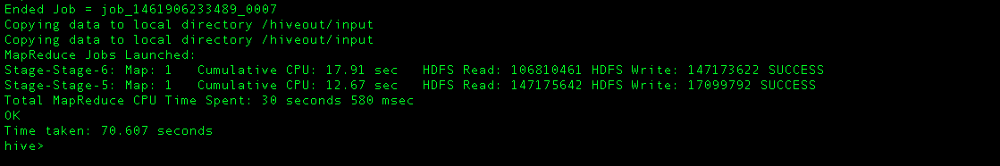 Ended Job = job_1461906233489_0007
Copying data to local directory /hiveout/input
Copying data to local directory /hiveout/input
MapReduce Jobs Launched:
Stage-Stage-6: Map: 1   Cumulative CPU: 17.91 sec   HDFS Read: 106810461 HDFS Write: 147173622 SUCCESS
Stage-Stage-5: Map: 1   Cumulative CPU: 12.67 sec   HDFS Read: 147175642 HDFS Write: 17099792 SUCCESS
Total MapReduce CPU Time Spent: 30 seconds 580 msec
OK
Time taken: 70.607 seconds
hive>